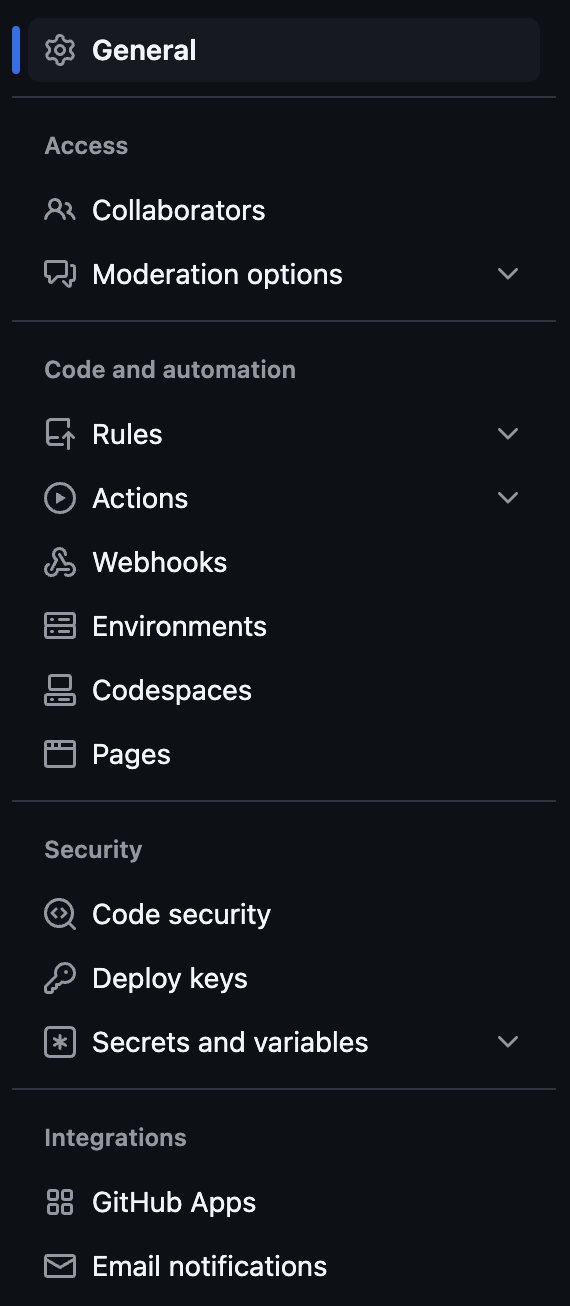 General
Access
Collaborators
Moderation options
Code and automation
Rules
Actions
Webhooks
Environments
Codespaces
Pages
Security
Code security
Deploy keys
Secrets and variables
Integrations
GitHub Apps
Email notifications